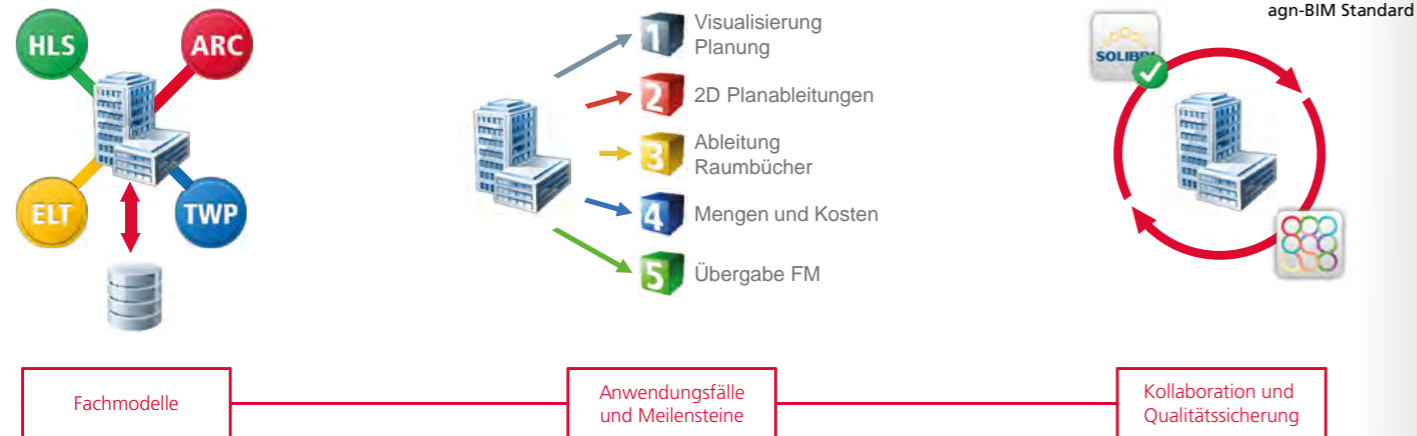 agn-BIM Standard
HLS
ARC
ELT
TWP
1
Visualisierung
Planung
2
2D Planableitungen
3
Ableitung
Raumbücher
4
Mengen und Kosten
5
Übergabe FM
SOLIBRI
Fachmodelle
Anwendungsfälle
und Meilensteine
Kollaboration und
Qualitätssicherung